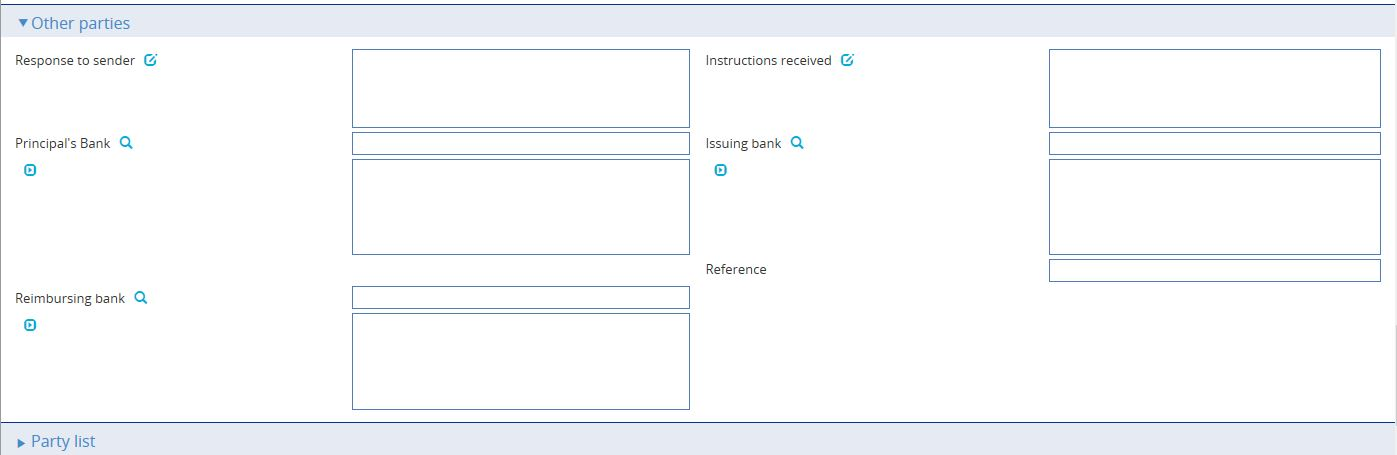 Other parties
Response to sender
Instructions received
Principal's Bank
Issuing bank
Reference
Reimbursing bank
Party list